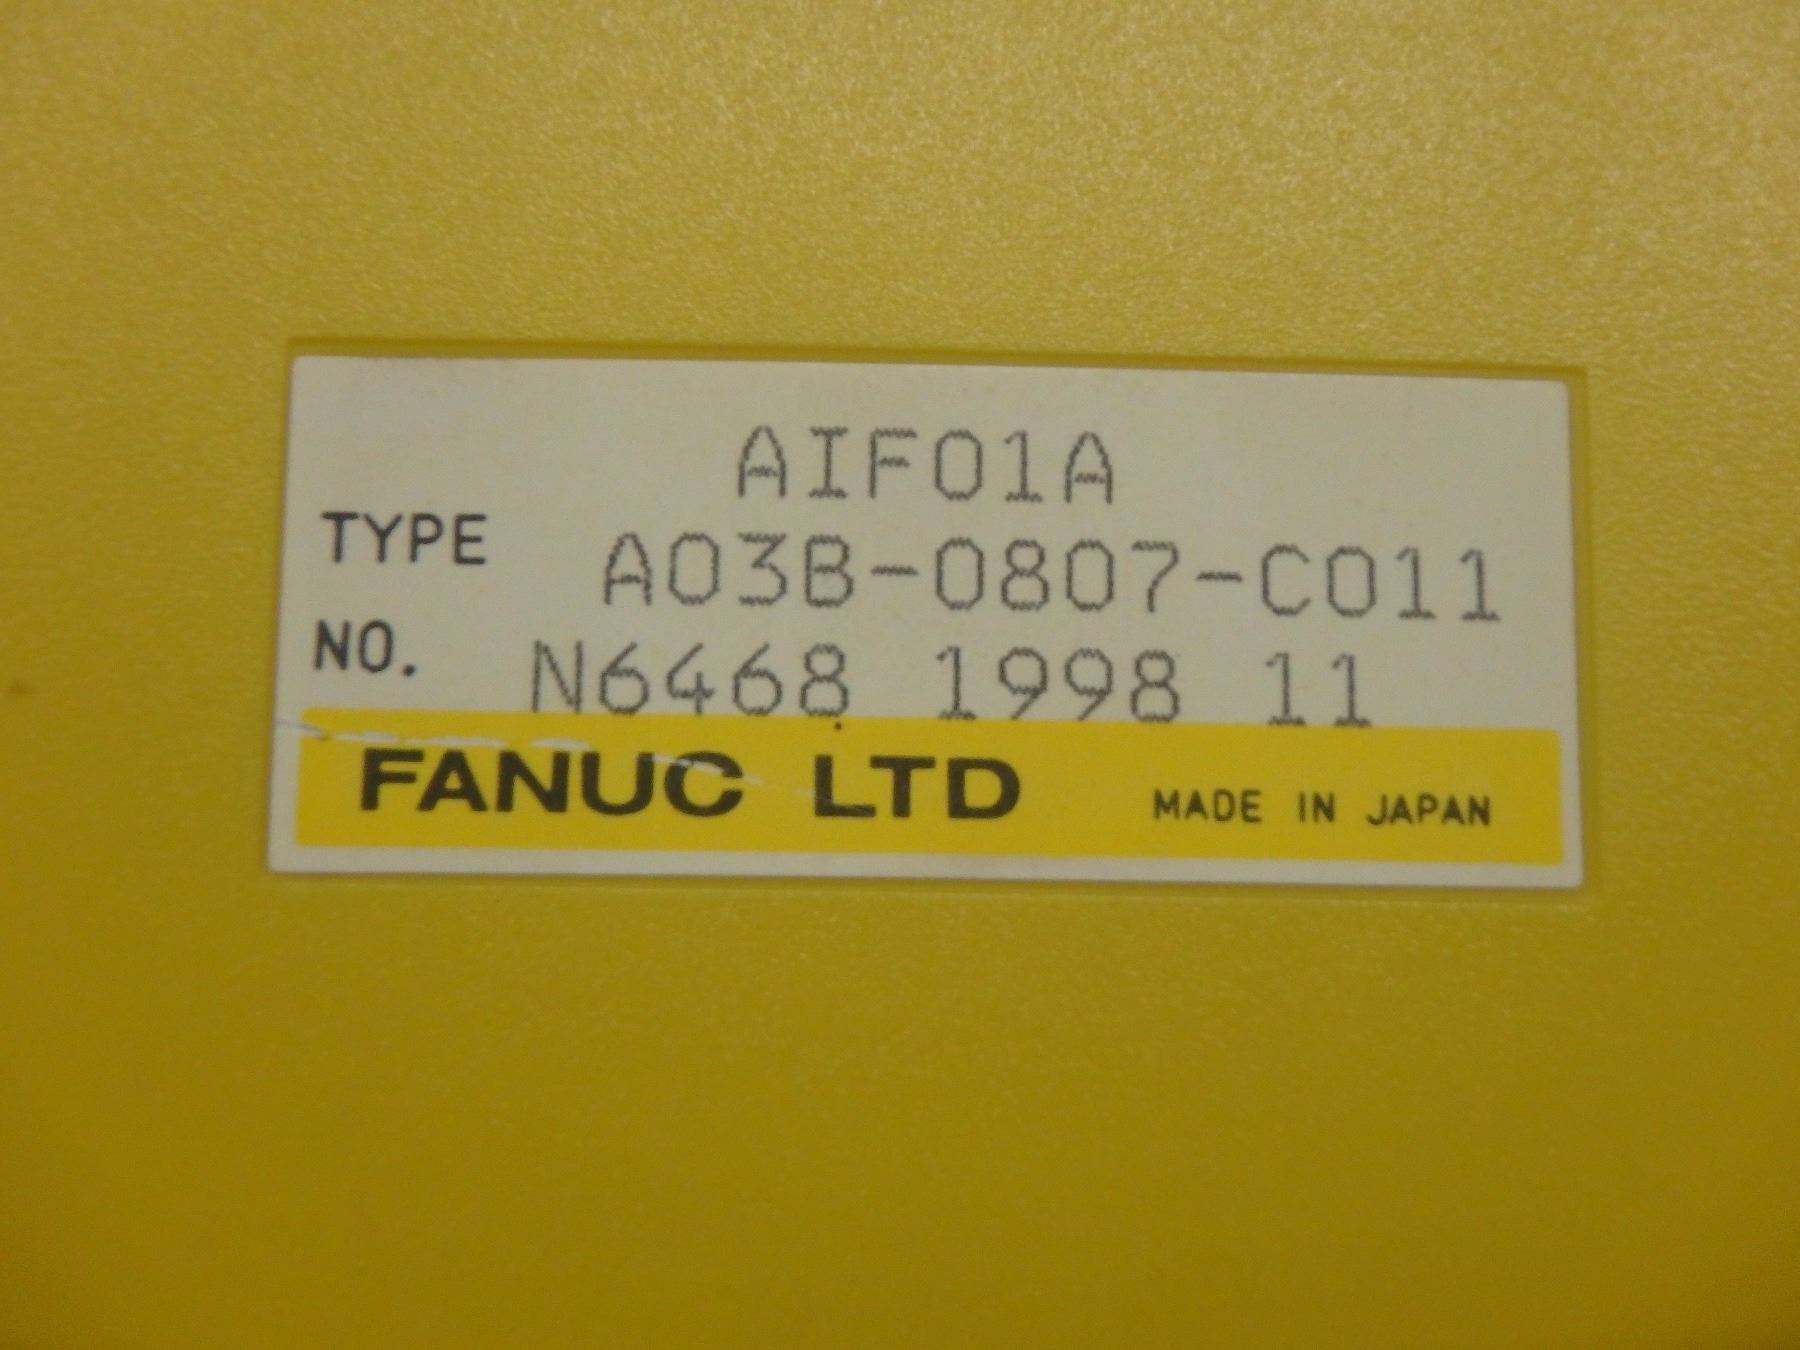 AIF01A
TYPE A03B-0807-C011
NO. N6468 1998 11
FANUC LTD MADE IN JAPAN